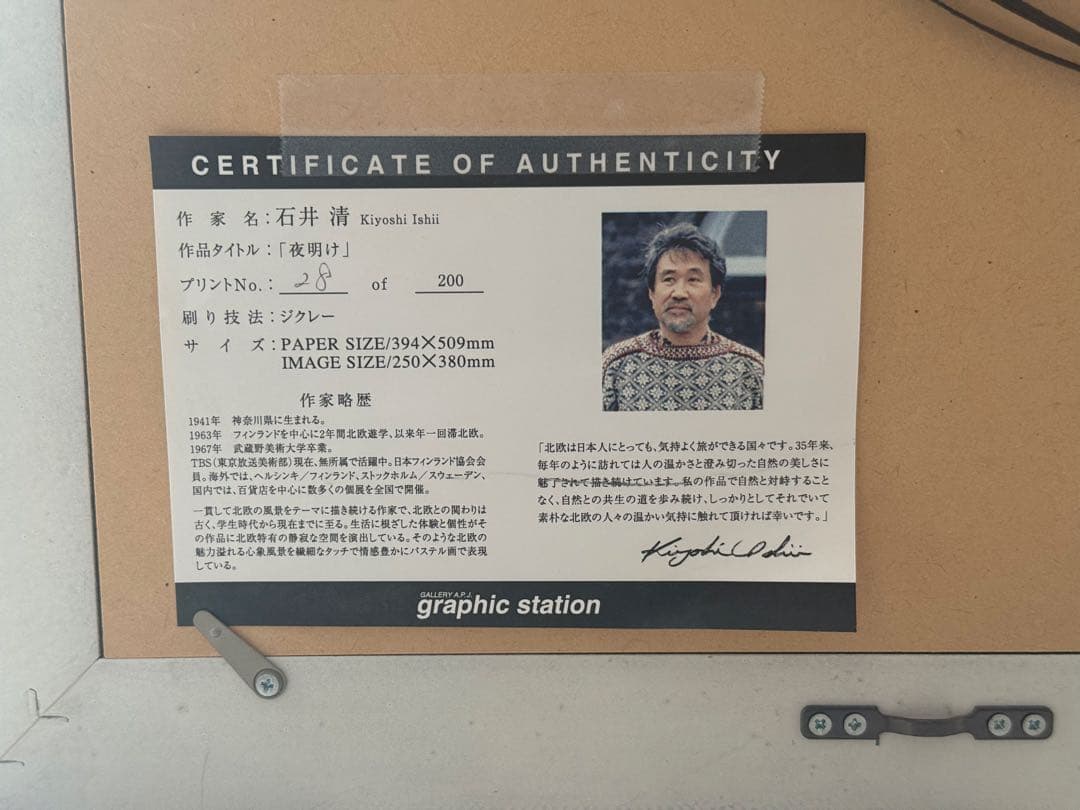 CERTIFICATE OF AUTHENTICITY
作家名：石井 清 Kiyoshi Ishii
作品タイトル：「夜明け」
プリントNo.： 28 of 200
刷り技法：ジクレー
サイズ：PAPER SIZE/394×509mm
IMAGE SIZE/250×380mm
作家略歴
1941年 神奈川県に生まれる。
1963年 フィンランドを中心に2年間北欧遊学、以来年一回滞北欧。
1967年 武蔵野美術大学卒業。
TBS（東京放送美術部）現在、無所属で活躍中。日本フィンランド協会会
員。海外では、ヘルシンキ／フィンランド、ストックホルム／スウェーデン、
国内では、百貨店を中心に数多くの個展を全国で開催。
一貫して北欧の風景をテーマに描き続ける作家で、北欧との関わりは
古く、学生時代から現在までに至る。生活に根ざした体験と個性がそ
の作品に北欧特有の静寂な空間を演出している。そのような北欧の
魅力溢れる心象風景を繊細なタッチで情感豊かにパステル画で表現
している。
「北欧は日本人にとっても、気持よく旅ができる国々です。35年来、
毎年のように訪れては人の温かさと澄み切った自然の美しさに
魅了されて描き続けています。私の作品で自然と対峙すること
なく、自然との共生の道を歩み続け、しっかりとしてそれでいて
素朴な北欧の人々の温かい気持に触れて頂ければ幸いです。」
Kiyoshi Ishii
GALLERY A.P.J.
graphic station